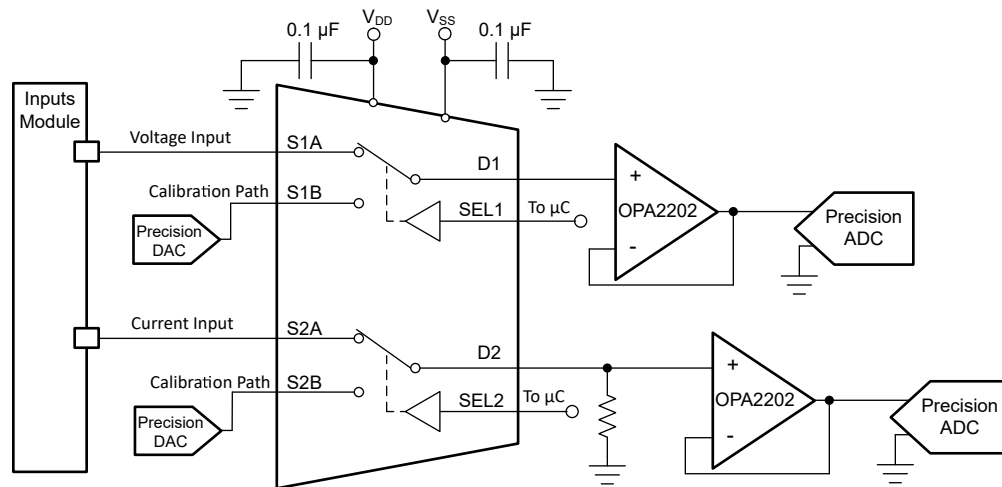 0.1 µF
VDD
VSS
0.1 µF
Inputs
Module
Voltage Input
S1A
D1
+
Calibration Path
S1B
SEL1
To µC
OPA2202
Precision
DAC
-
Precision
ADC
Current Input
S2A
D2
+
Calibration Path
S2B
SEL2
To µC
OPA2202
Precision
DAC
-
Precision
ADC